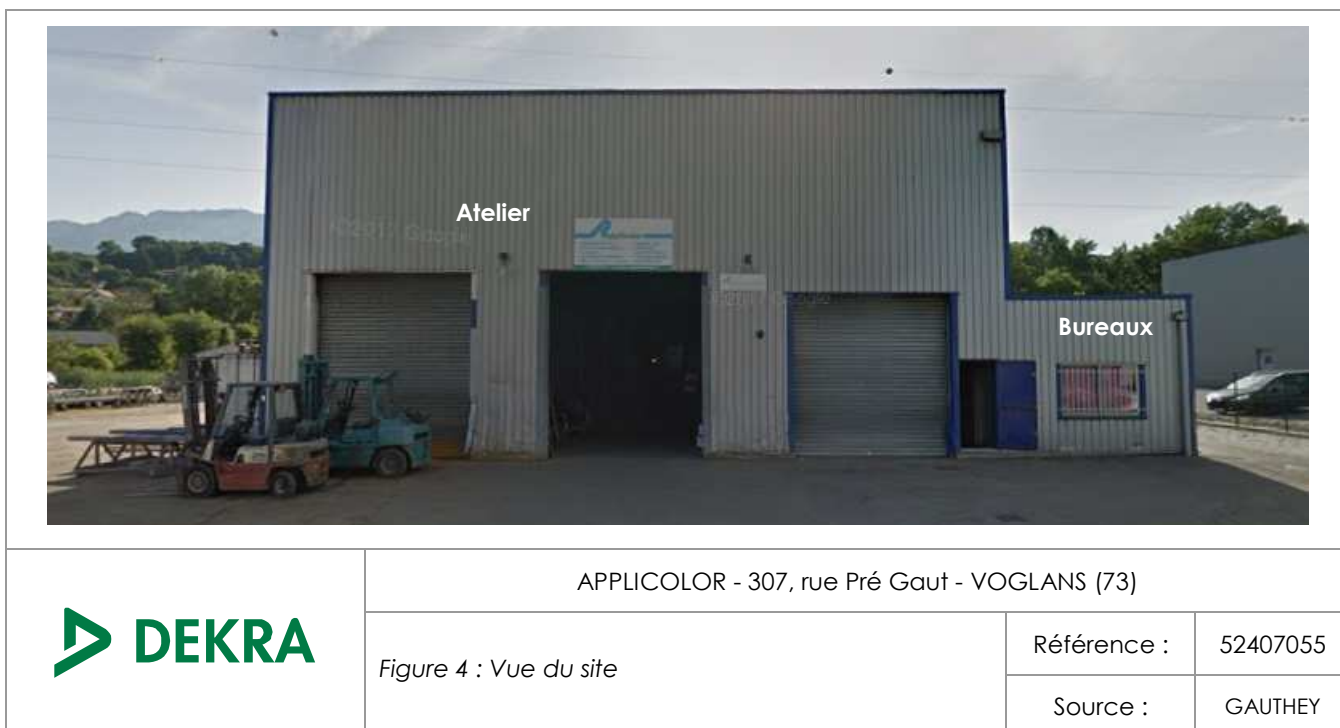 Atelier
Bureaux
DEKRA
APPLICOLOR - 307, rue Pré Gaut - VOGLANS (73)
Figure 4 : Vue du site
Référence :
52407055
Source :
GAUTHEY